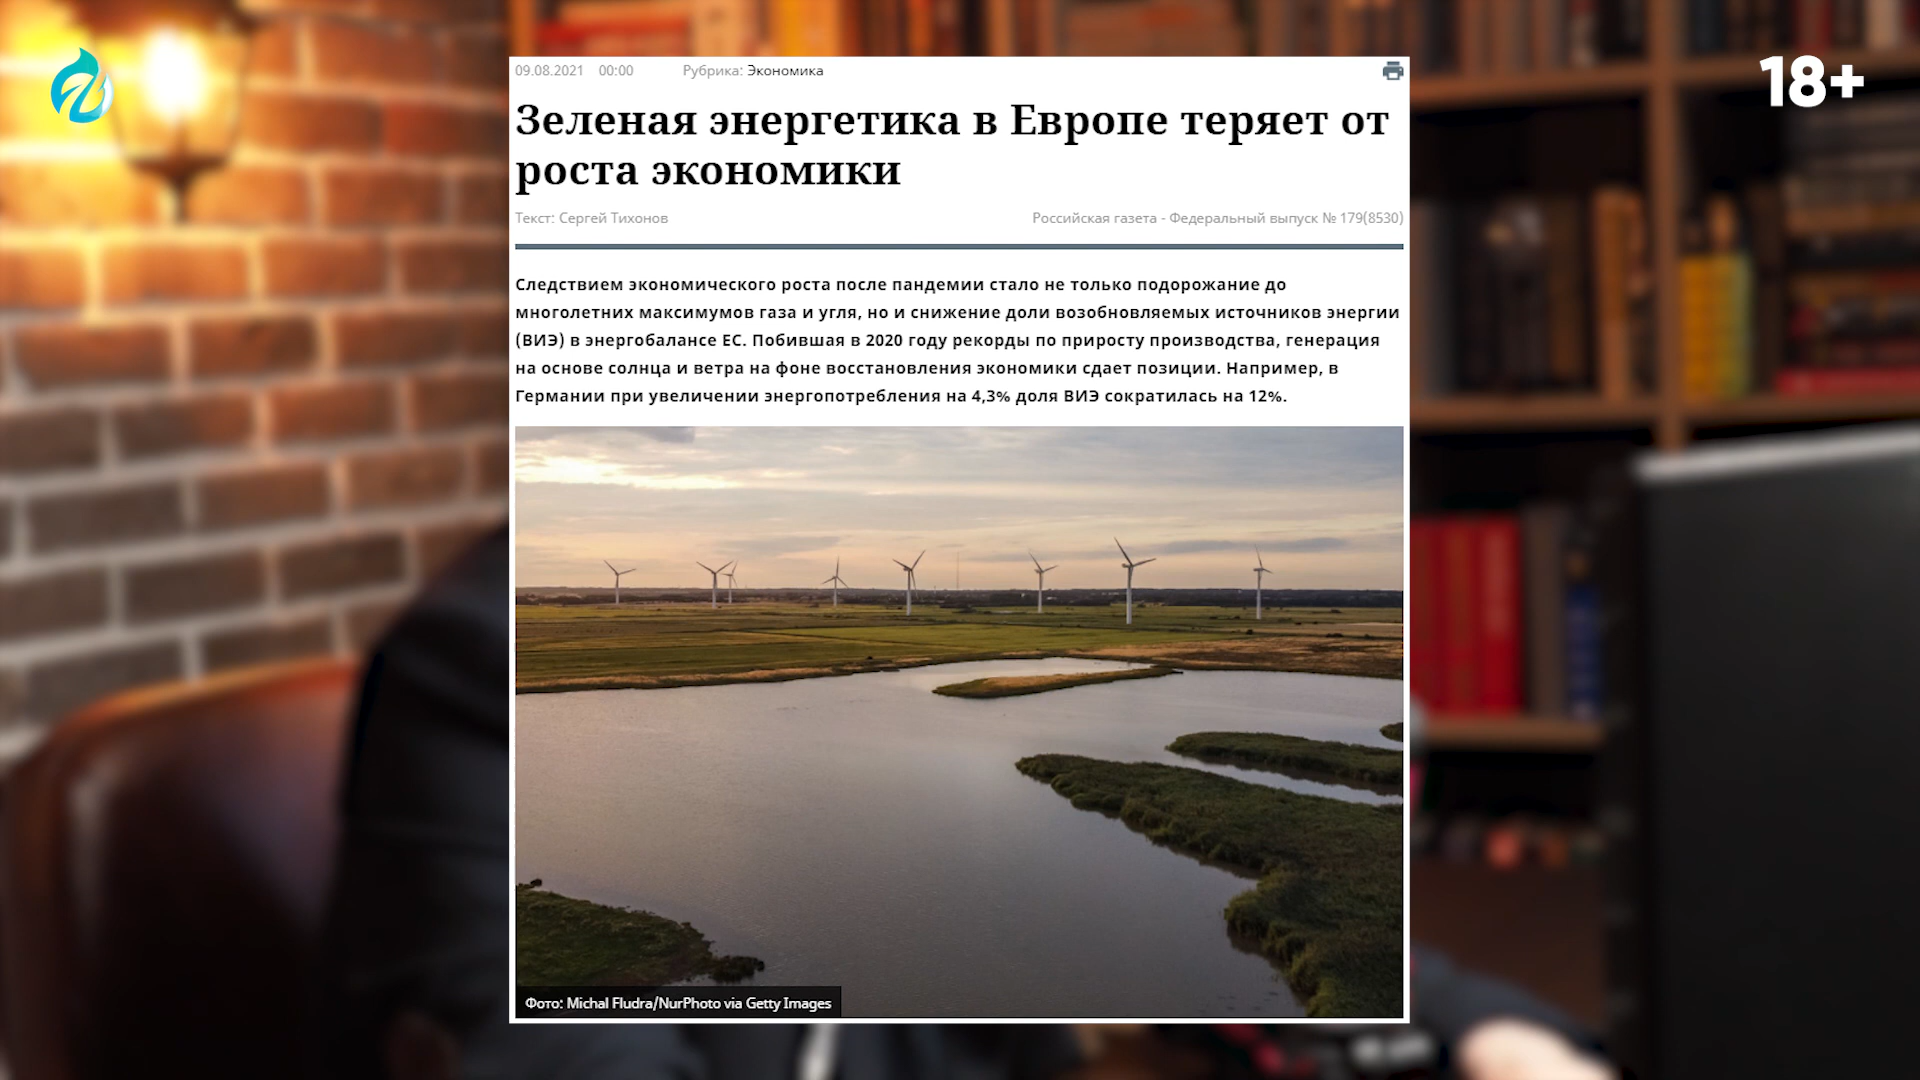 18+
09.08.2021 00:00 Рубрика: Экономика
Зеленая энергетика в Европе теряет от
роста экономики
Текст: Сергей Тихонов
Российская газета - Федеральный выпуск № 179(8530)
Следствием экономического роста после пандемии стало не только подорожание до
многолетних максимумов газа и угля, но и снижение доли возобновляемых источников энергии
(ВИЭ) в энергобалансе ЕС. Побившая в 2020 году рекорды по приросту производства, генерация
на основе солнца и ветра на фоне восстановления экономики сдает позиции. Например, в
Германии при увеличении энергопотребления на 4,3% доля ВИЭ сократилась на 12%.
Фото: Michal Fludra/NurPhoto via Getty Images